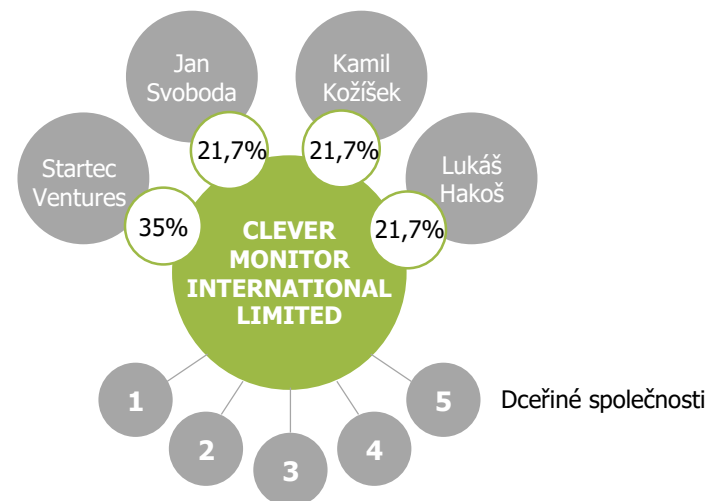 Jan
Svoboda
Kamil
Kožíšek
21,7%
21,7%
Startec
Ventures
Lukáš
Hakoš
35%
21,7%
CLEVER
MONITOR
INTERNATIONAL
LIMITED
1
2
3
4
5
Dceřiné společnosti